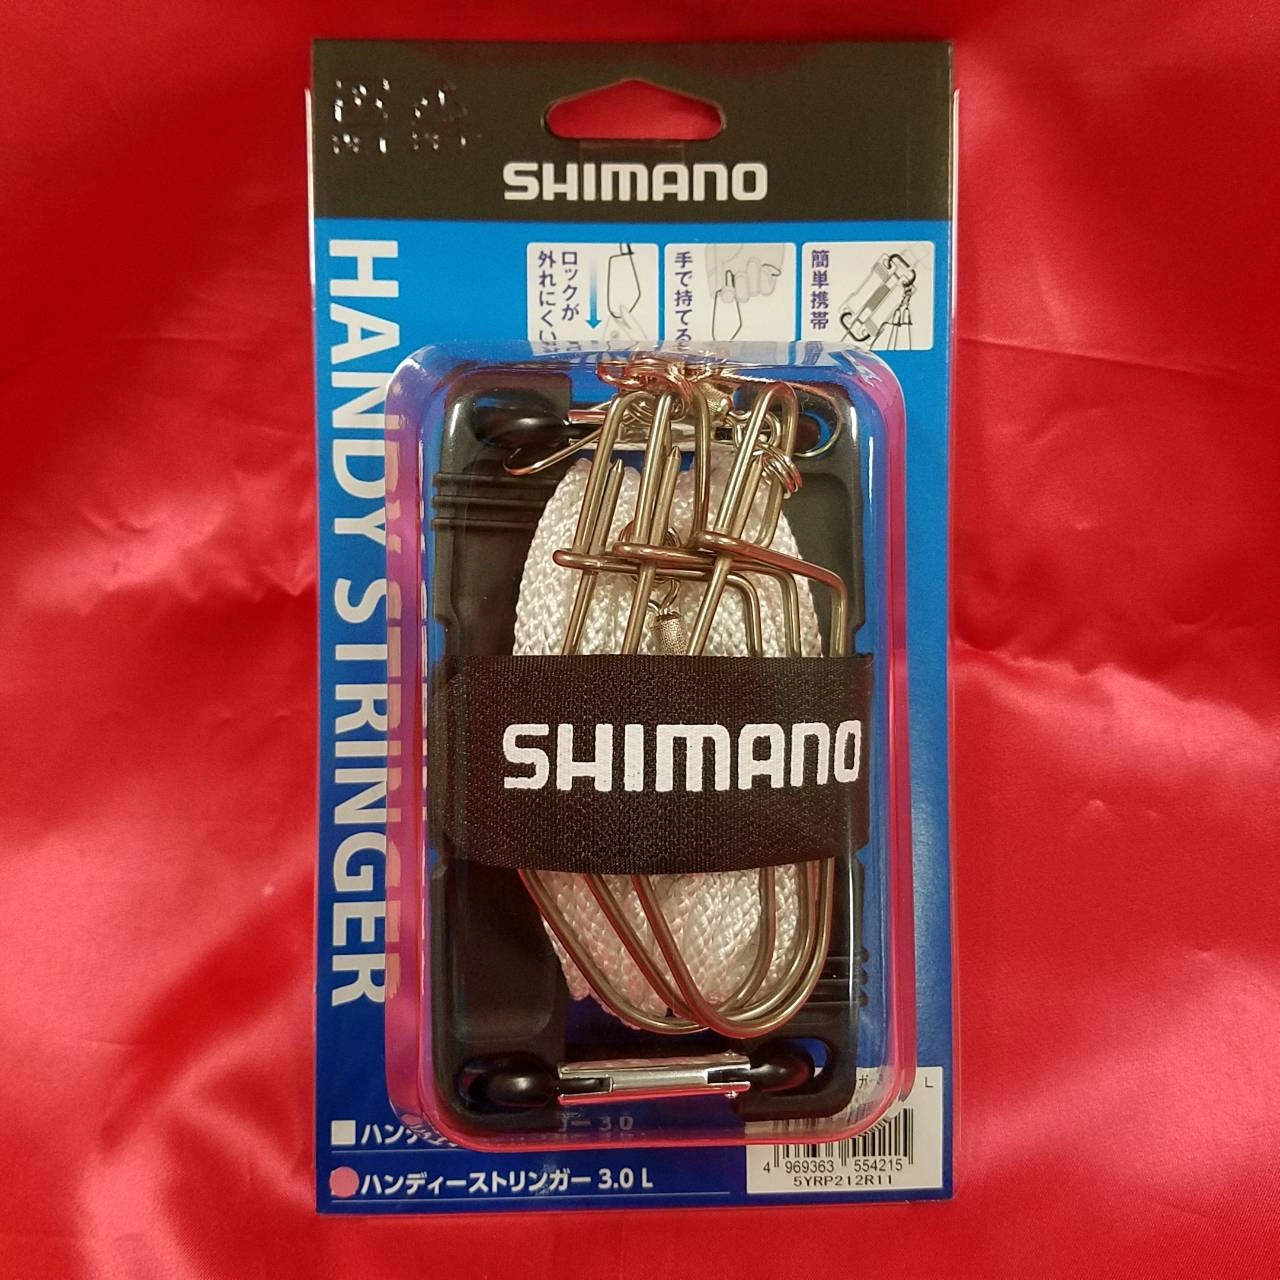 SHIMANO
HANDY STRINGER
ロックが
外れにくい
手で持てる
簡単携帯
SHIMANO
3.0
ハンディーストリンガー 3.0 L
L
4 969363 554215
5YRP212R11